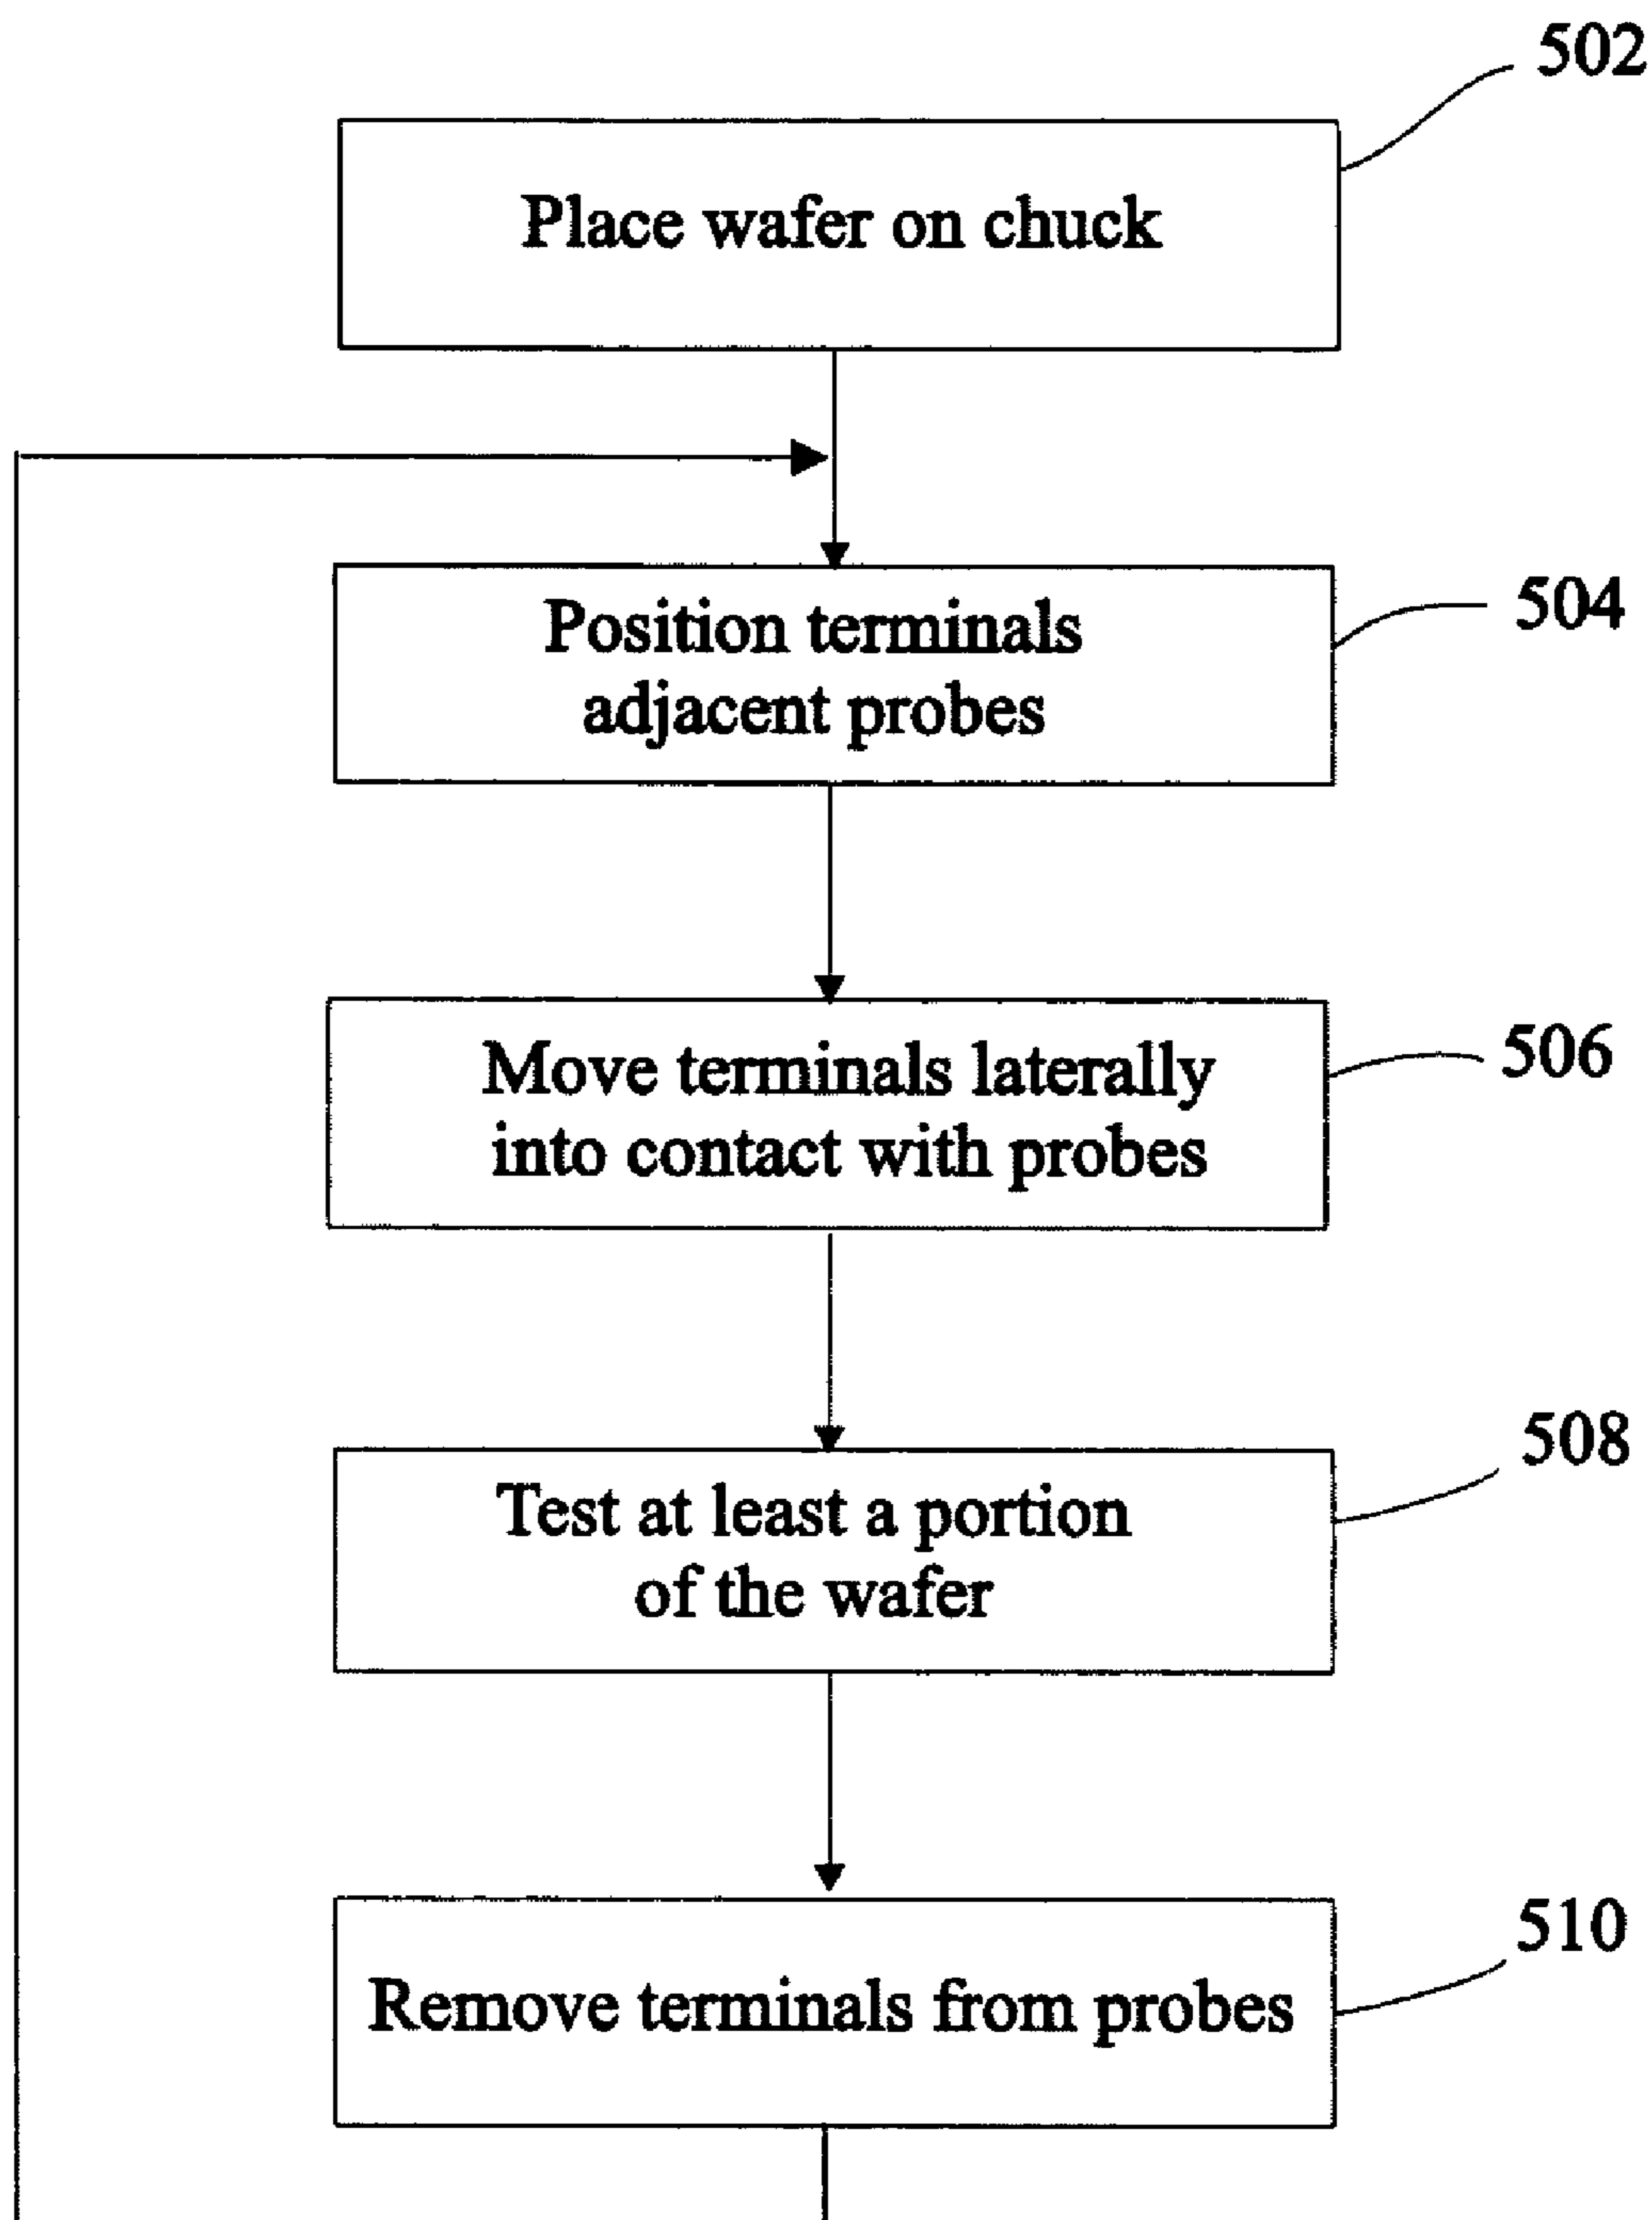 502
Place wafer on chuck
504
Position terminals
adjacent probes
506
Move terminals laterally
into contact with probes
508
Test at least a portion
of the wafer
510
Remove terminals from probes